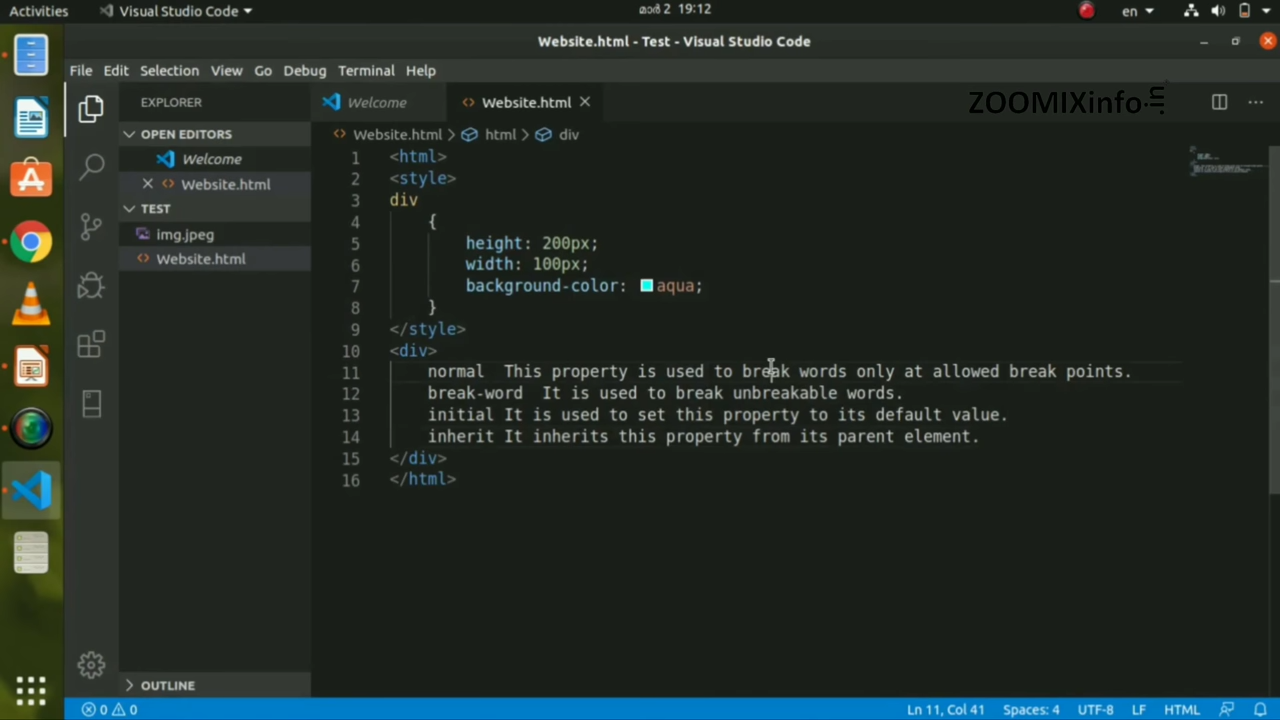 Activities
Visual Studio Code
മാർ 2 19:12
en
Website.html - Test - Visual Studio Code
File Edit Selection View Go Debug Terminal Help
EXPLORER
Welcome
Website.html
ZOOMIXinfo.in
OPEN EDITORS
Website.html > html > div
Welcome
Website.html
TEST
img.jpeg
Website.html
1 <html>
2 <style>
3 div
4 {
5 height: 200px;
6 width: 100px;
7 background-color: aqua;
8 }
9 </style>
10 <div>
11 normal  This property is used to break words only at allowed break points.
12 break-word  It is used to break unbreakable words.
13 initial It is used to set this property to its default value.
14 inherit It inherits this property from its parent element.
15 </div>
16 </html>
OUTLINE
0 0
Ln 11, Col 41
Spaces: 4
UTF-8
LF
HTML